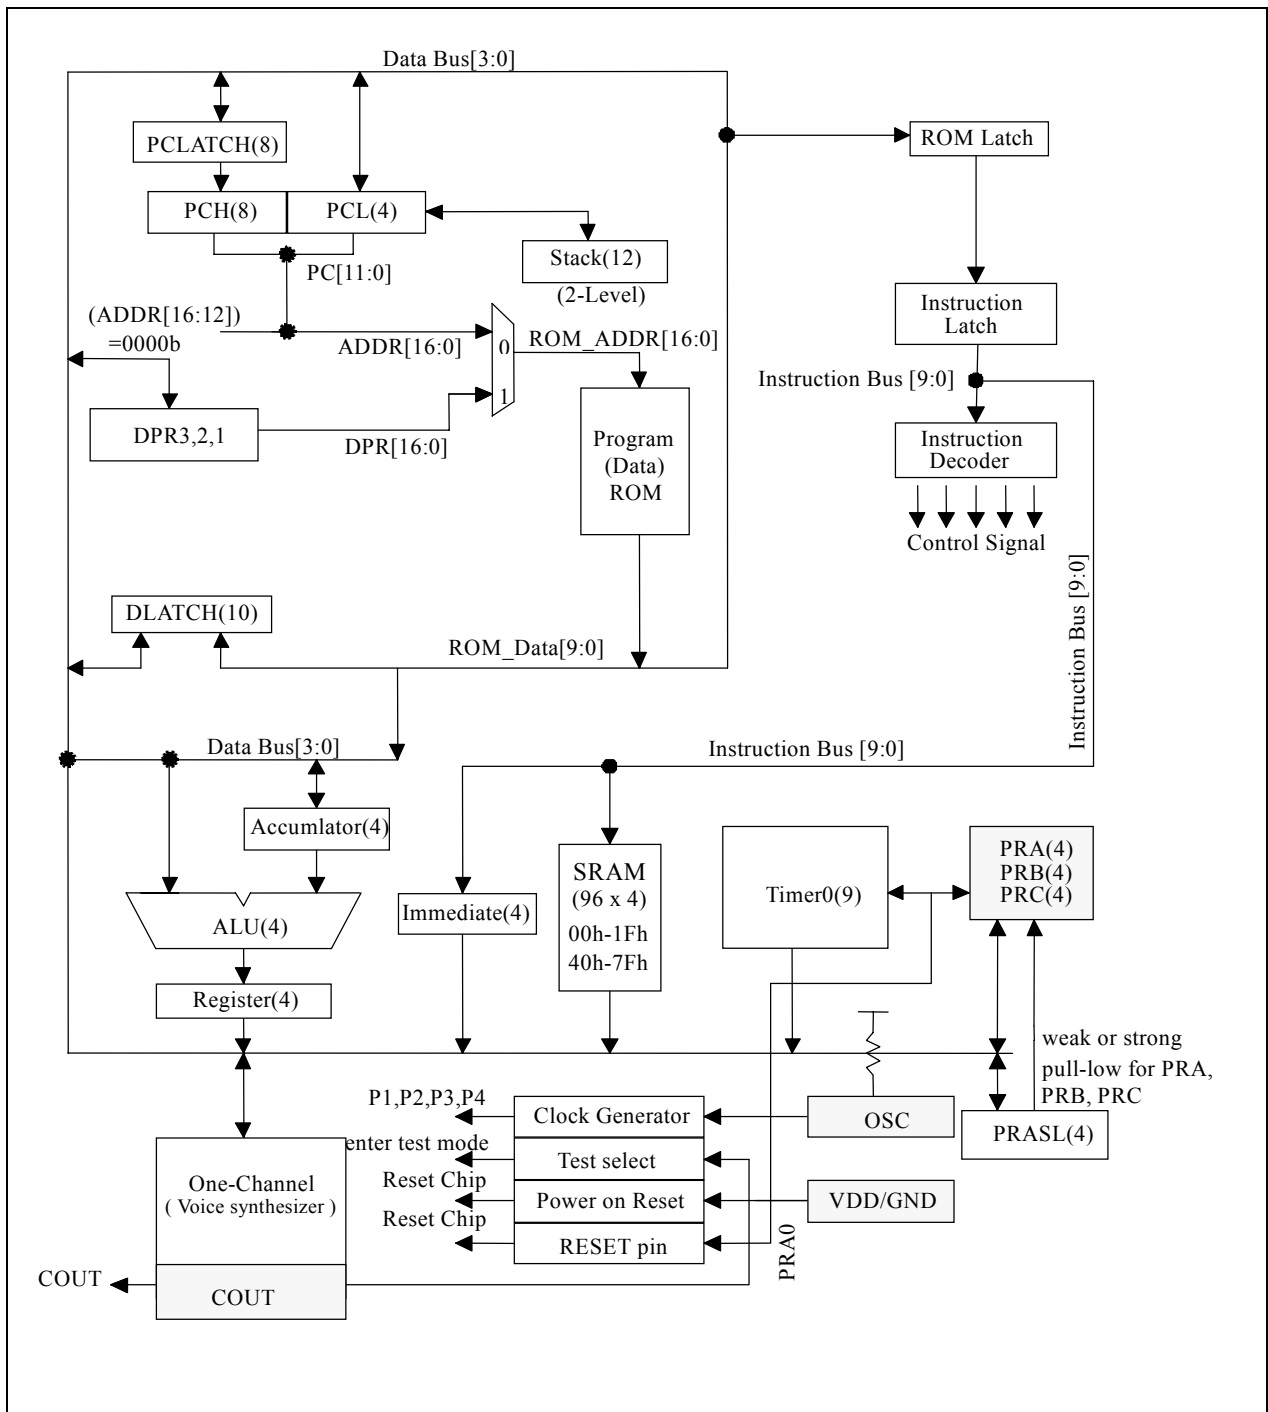 Data Bus[3:0]
PCLATCH(8)
ROM Latch
PCH(8)
PCL(4)
Stack(12)
(2-Level)
PC[11:0]
Instruction
Latch
(ADDR[16:12])
=0000b
ADDR[16:0]
0
1
ROM_ADDR[16:0]
Instruction Bus [9:0]
DPR3,2,1
DPR[16:0]
Program
(Data)
ROM
Instruction
Decoder
Control Signal
Instruction Bus [9:0]
DLATCH(10)
ROM_Data[9:0]
Data Bus[3:0]
Instruction Bus [9:0]
Accumlator(4)
ALU(4)
Register(4)
Immediate(4)
SRAM
(96 x 4)
00h-1Fh
40h-7Fh
Timer0(9)
PRA(4)
PRB(4)
PRC(4)
weak or strong
pull-low for PRA,
PRB, PRC
PRASL(4)
P1,P2,P3,P4
Clock Generator
OSC
enter test mode
Test select
Reset Chip
Power on Reset
VDD/GND
Reset Chip
RESET pin
PRA0
One-Channel
( Voice synthesizer )
COUT
COUT